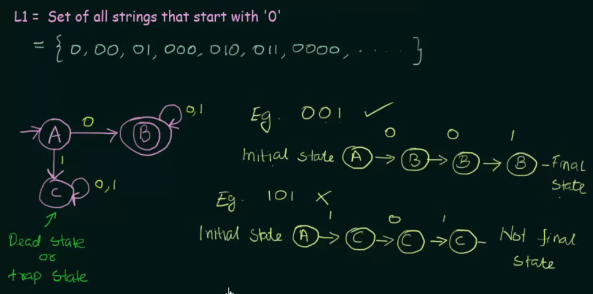 L1 = Set of all strings that start with '0'
= { 0, 00, 01, 000, 010, 011, 0000, ..... }
A 0 B 0,1
1
C 0,1
Dead state
or
trap state
Eg. 001 ✓
0 0 1
Initial state A → B → B → B - Final state
Eg. 101 ✗
1 0 1
Initial state A → C → C → C - Not final state